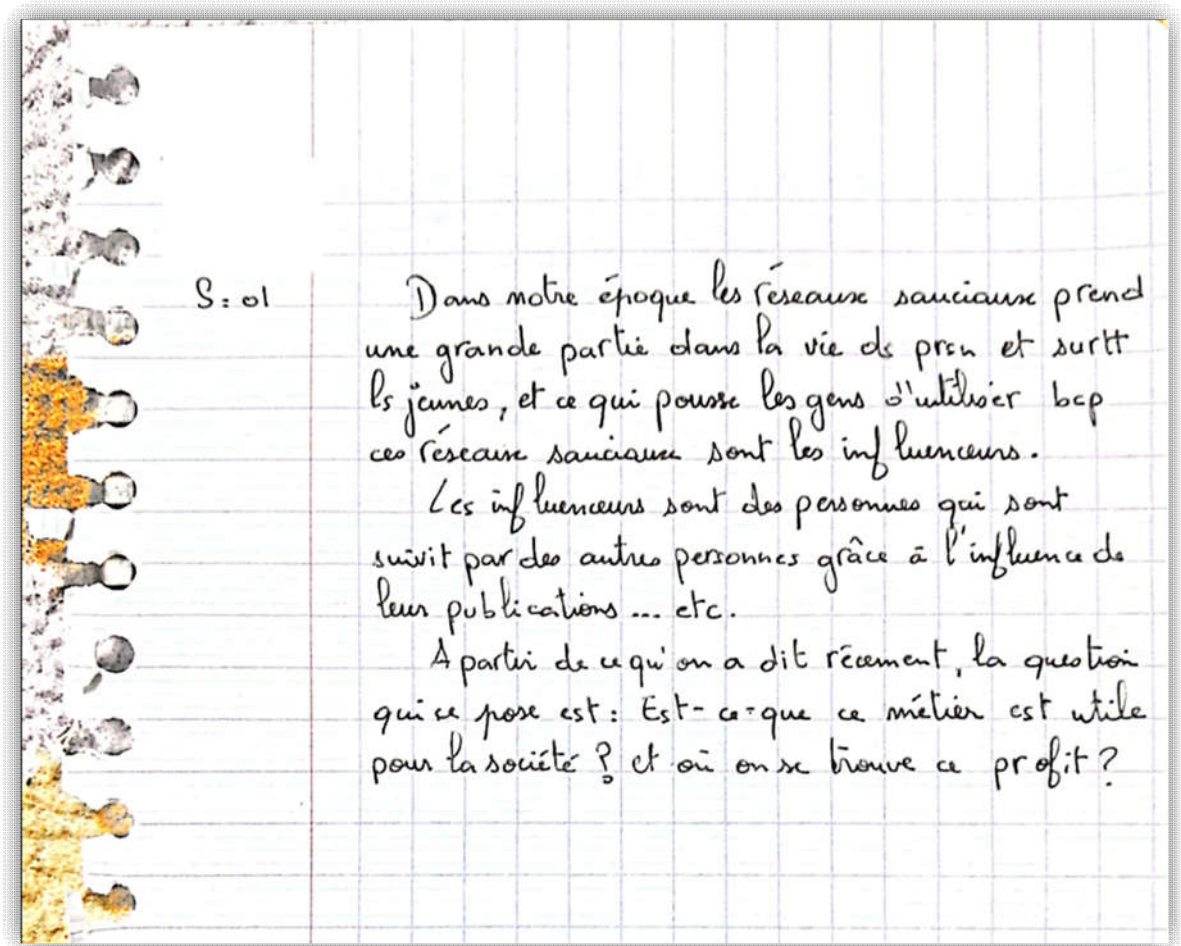 S: 01 Dans notre époque les réseaux sauciaux prend
une grande partie dans la vie ds prsn et surtt
ls jeunes, et ce qui pousse les gens d'utiliser bcp
ces réseaux sauciaux sont les influenceurs.
Les influenceurs sont des personnes qui sont
suivit par des autres personnes grâce à l'influence de
leur publications ... etc.
A partir de ce qu'on a dit récement, la question
qui se pose est : Est-ce-que ce métier est utile
pour la société ? et où on se trouve ce profit ?